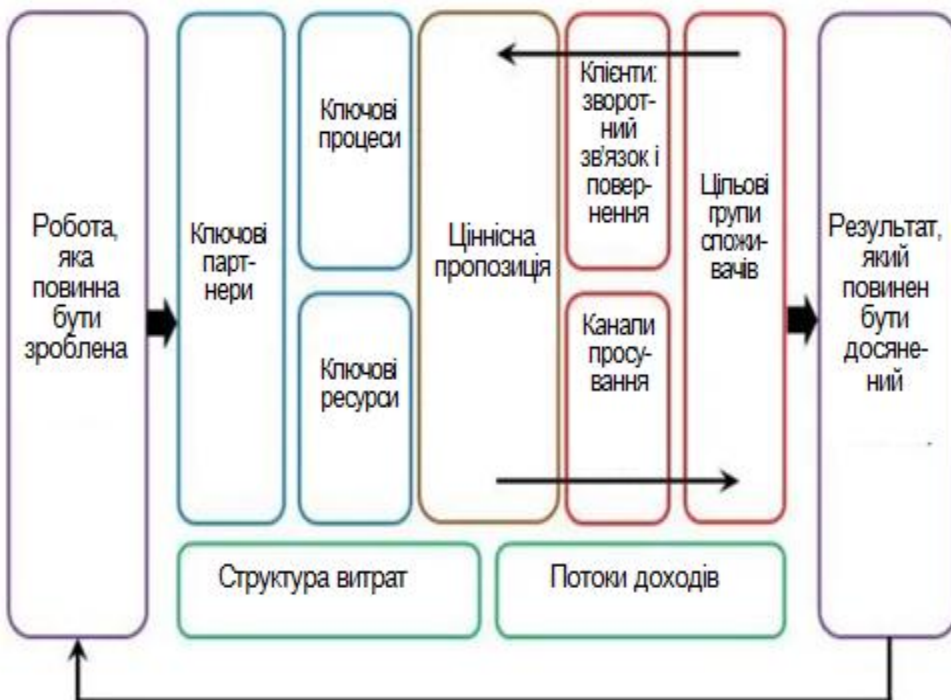 Робота,
яка
повинна
бути
зроблена
Ключові
парт-
нери
Ключові
процеси
Ключові
ресурси
Ціннісна
пропозиція
Клієнти:
зворот-
ний
зв'язок і
повер-
нення
Канали
просу-
вання
Цільові
групи
спожи-
вачів
Результат,
який
повинен
бути
досяне-
ний
Структура витрат
Потоки доходів